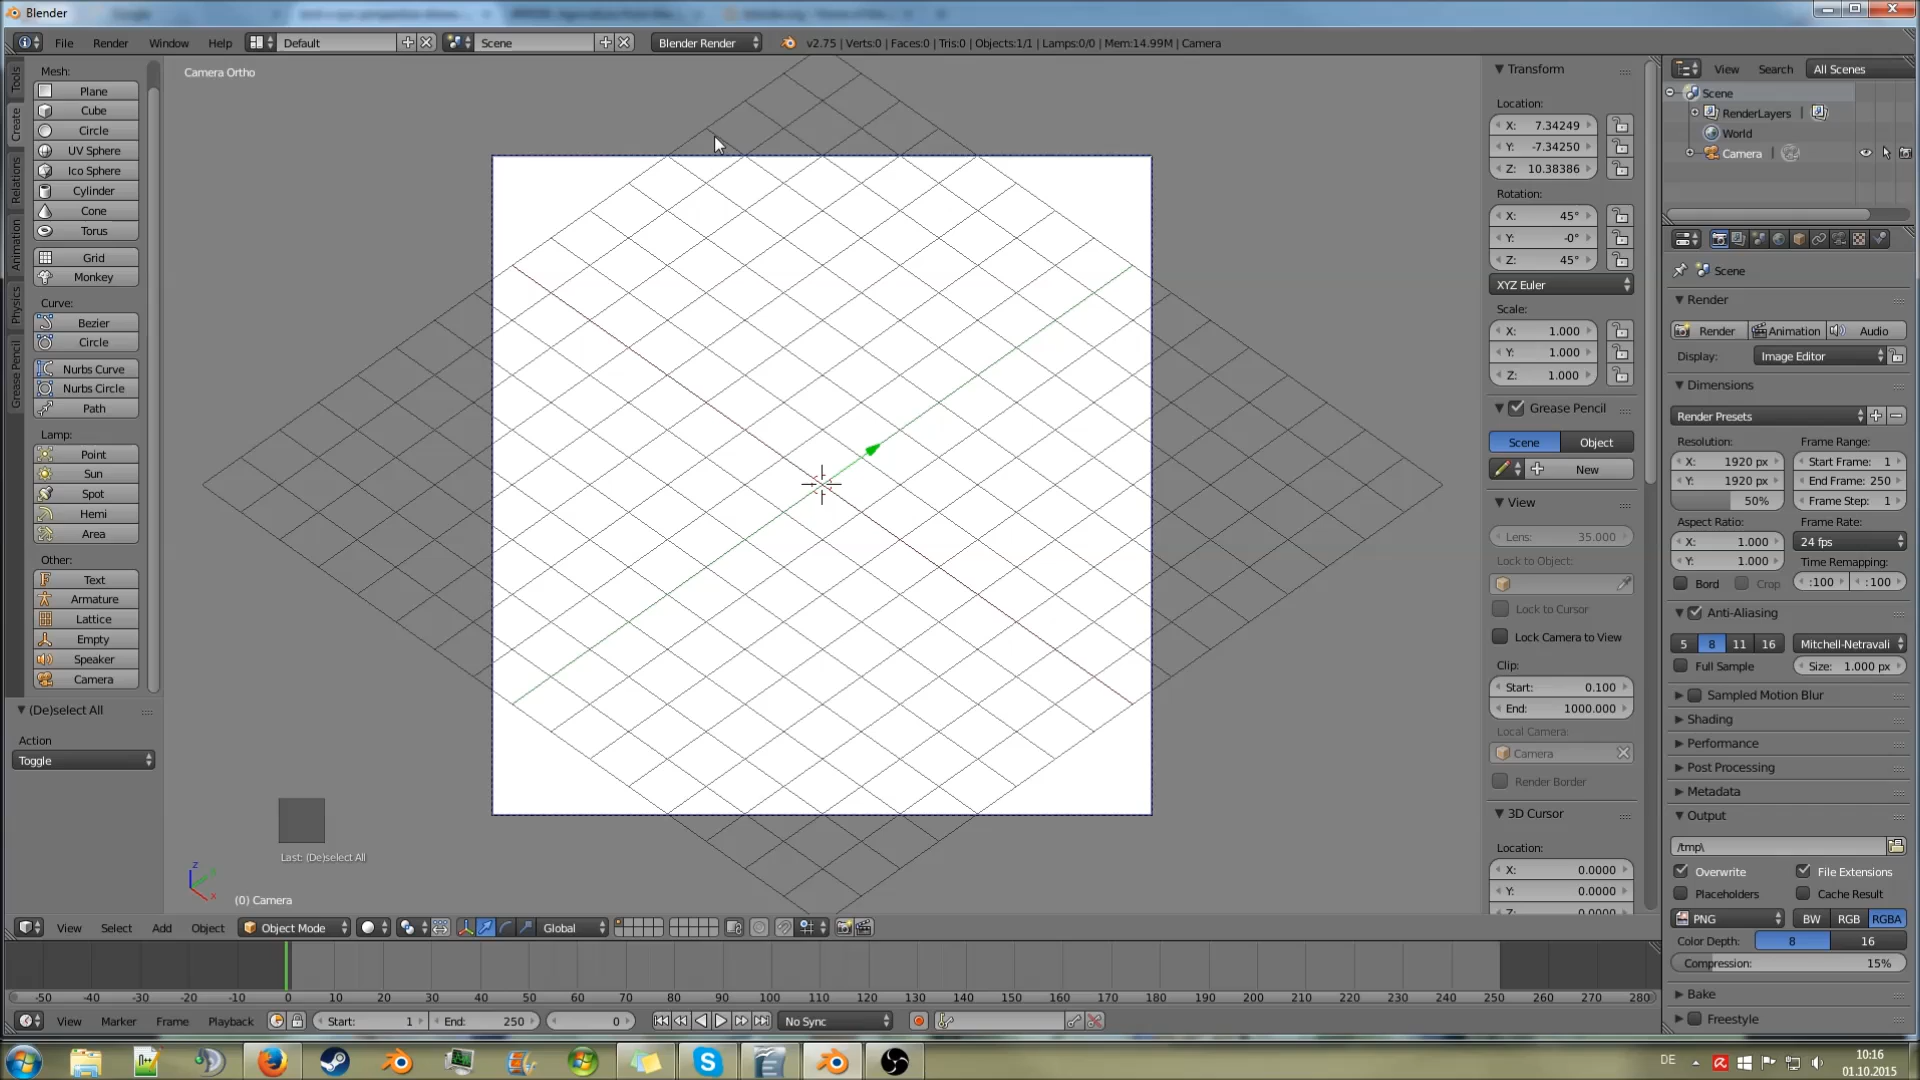 Blender
File
Render
Window
Help
Default
Scene
Blender Render
v2.75 | Verts:0 | Faces:0 | Tris:0 | Objects:1/1 | Lamps:0/0 | Mem:14.99M | Camera
Tools
Create
Relations
Animation
Physics
Grease Pencil
Mesh:
Plane
Cube
Circle
UV Sphere
Ico Sphere
Cylinder
Cone
Torus
Grid
Monkey
Curve:
Bezier
Circle
Nurbs Curve
Nurbs Circle
Path
Lamp:
Point
Sun
Spot
Hemi
Area
Other:
Text
Armature
Lattice
Empty
Speaker
Camera
(De)select All
Action
Toggle
Camera Ortho
Last: (De)select All
z
y
x
(0) Camera
Transform
Location:
X: 7.34249
Y: -7.34250
Z: 10.38386
Rotation:
X: 45°
Y: -0°
Z: 45°
XYZ Euler
Scale:
X: 1.000
Y: 1.000
Z: 1.000
Grease Pencil
Scene
Object
New
View
Lens: 35.000
Lock to Object:
Lock to Cursor
Lock Camera to View
Clip:
Start: 0.100
End: 1000.000
Local Camera:
Camera
Render Border
3D Cursor
Location:
X: 0.0000
Y: 0.0000
Z: 0.0000
View
Search
All Scenes
Scene
RenderLayers
World
Camera
Scene
Render
Render
Animation
Audio
Display:
Image Editor
Dimensions
Render Presets
Resolution:
Frame Range:
X: 1920 px
Start Frame: 1
Y: 1920 px
End Frame: 250
50%
Frame Step: 1
Aspect Ratio:
Frame Rate:
X: 1.000
24 fps
Y: 1.000
Time Remapping:
Bord
Crop
:100
:100
Anti-Aliasing
5
8
11
16
Mitchell-Netravali
Full Sample
Size: 1.000 px
Sampled Motion Blur
Shading
Performance
Post Processing
Metadata
Output
/tmp\
Overwrite
File Extensions
Placeholders
Cache Result
PNG
BW
RGB
RGBA
Color Depth:
8
16
Compression: 15%
Bake
Freestyle
View
Select
Add
Object
Object Mode
Global
-50 -40 -30 -20 -10 0 10 20 30 40 50 60 70 80 90 100 110 120 130 140 150 160 170 180 190 200 210 220 230 240 250 260 270 280
View
Marker
Frame
Playback
Start: 1
End: 250
0
No Sync
DE
10:16
01.10.2015